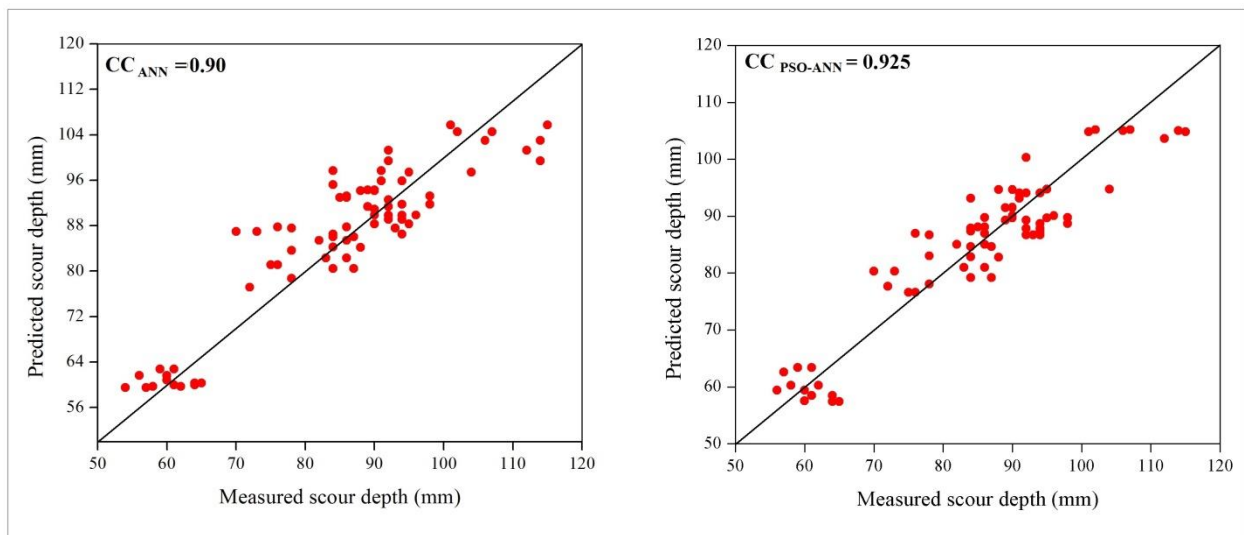 CC ANN = 0.90
120
112
104
96
88
80
72
64
56
50 60 70 80 90 100 110 120
Predicted scour depth (mm)
Measured scour depth (mm)
CC PSO-ANN = 0.925
120
110
100
90
80
70
60
50
50 60 70 80 90 100 110 120
Predicted scour depth (mm)
Measured scour depth (mm)